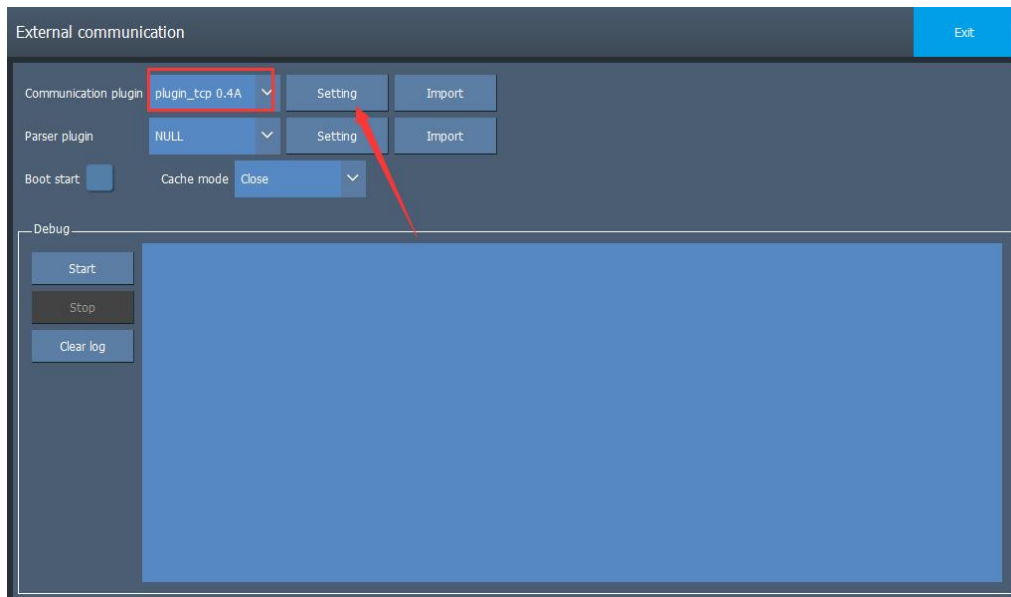 External communication Exit
Communication plugin plugin_tcp 0.4A Setting Import
Parser plugin NULL Setting Import
Boot start Cache mode Close
Debug
Start
Stop
Clear log